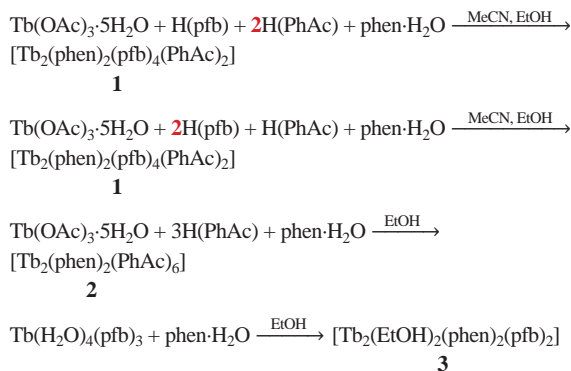 Tb(OAc)₃·5H₂O + H(pfb) + 2H(PhAc) + phen·H₂O MeCN, EtOH
[Tb₂(phen)₂(pfb)₄(PhAc)₂]
1
Tb(OAc)₃·5H₂O + 2H(pfb) + H(PhAc) + phen·H₂O MeCN, EtOH
[Tb₂(phen)₂(pfb)₄(PhAc)₂]
1
Tb(OAc)₃·5H₂O + 3H(PhAc) + phen·H₂O EtOH
[Tb₂(phen)₂(PhAc)₆]
2
Tb(H₂O)₄(pfb)₃ + phen·H₂O EtOH [Tb₂(EtOH)₂(phen)₂(pfb)₂]
3